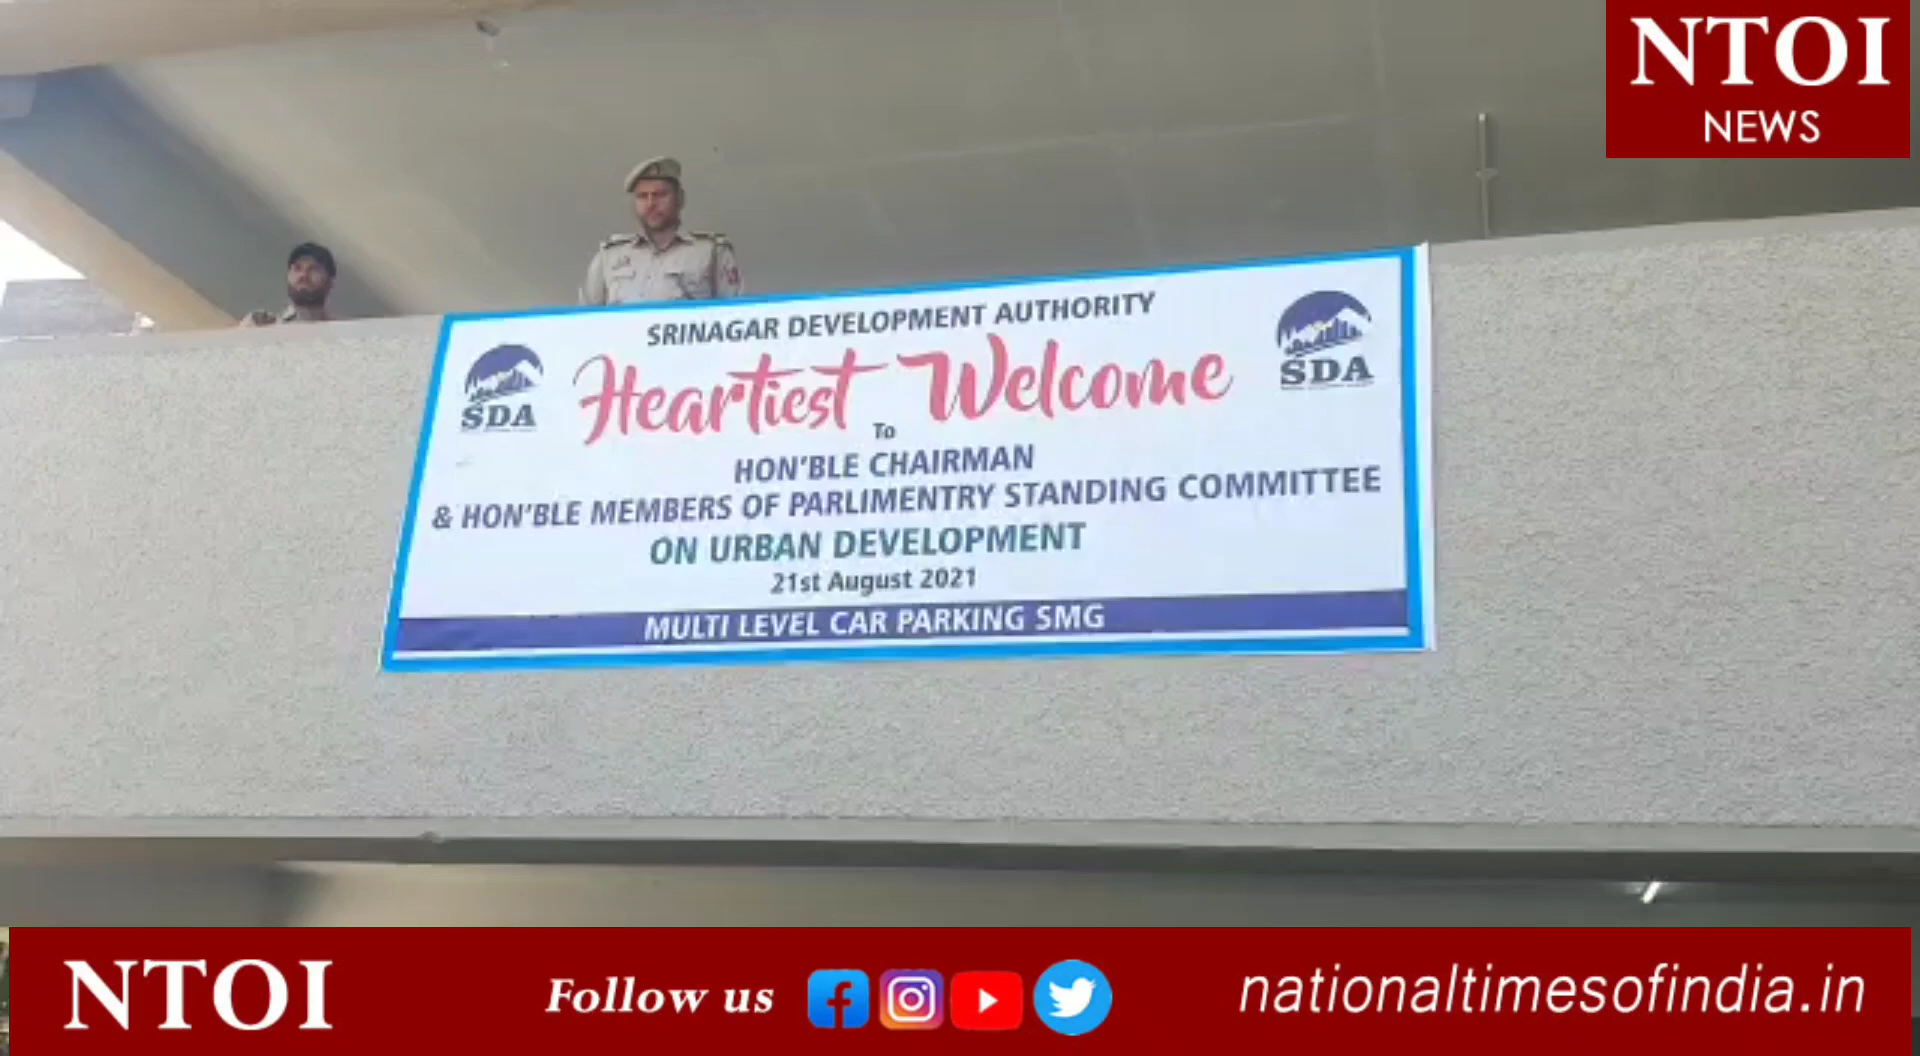 NTOI
NEWS
SRINAGAR DEVELOPMENT AUTHORITY
SDA
Heartiest Welcome
SDA
To
HON'BLE CHAIRMAN
& HON'BLE MEMBERS OF PARLIMENTRY STANDING COMMITTEE
ON URBAN DEVELOPMENT
21st August 2021
MULTI LEVEL CAR PARKING SMG
NTOI
Follow us
nationaltimesofindia.in